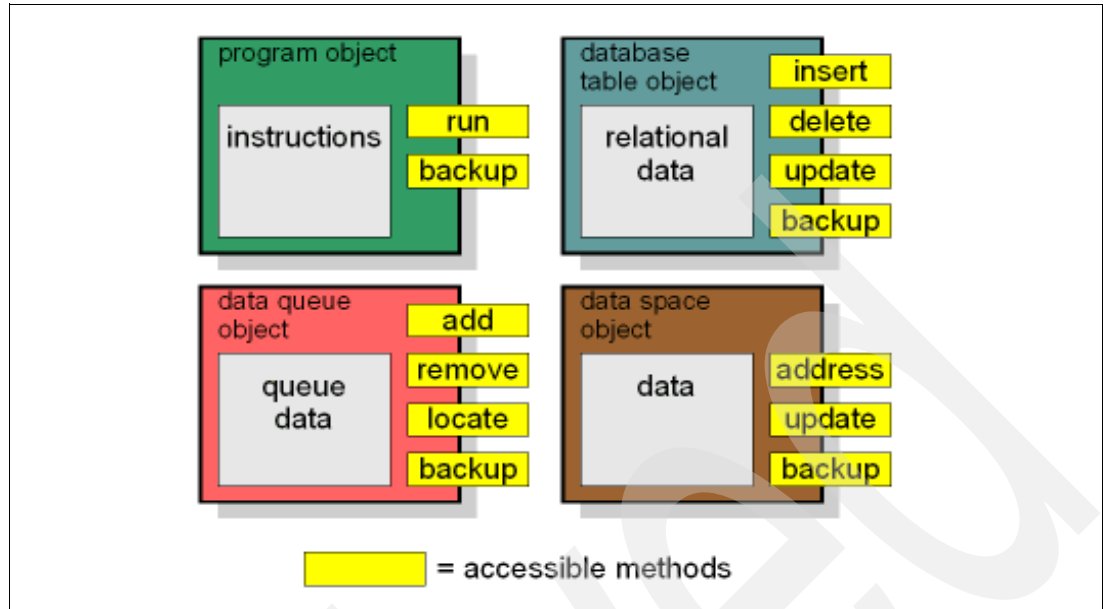 program object
instructions
run
backup
database
table object
relational
data
insert
delete
update
backup
data queue
object
queue
data
add
remove
locate
backup
data space
object
data
address
update
backup
= accessible methods